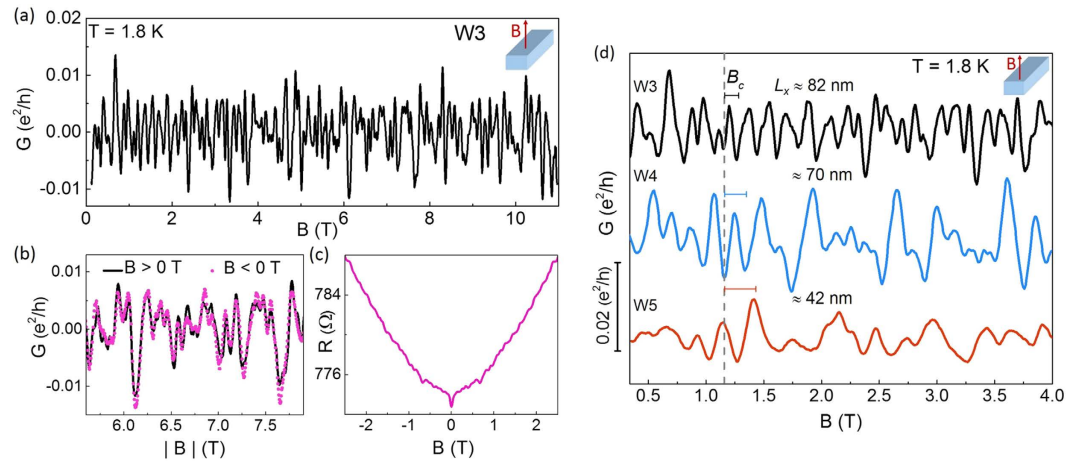 (a)
0.02
0.01
0.00
-0.01
G (e²/h)
T = 1.8 K
W3
B
0
2
4
6
8
10
B (T)
(b)
0.01
0.00
-0.01
G (e²/h)
B > 0 T
B < 0 T
6.0
6.5
7.0
7.5
| B | (T)
(c)
784
776
R (Ω)
-2
-1
0
1
2
B (T)
(d)
T = 1.8 K
B
W3
Bc
Lx ≈ 82 nm
W4
≈ 70 nm
W5
≈ 42 nm
G (e²/h)
0.02 (e²/h)
0.5
1.0
1.5
2.0
2.5
3.0
3.5
4.0
B (T)